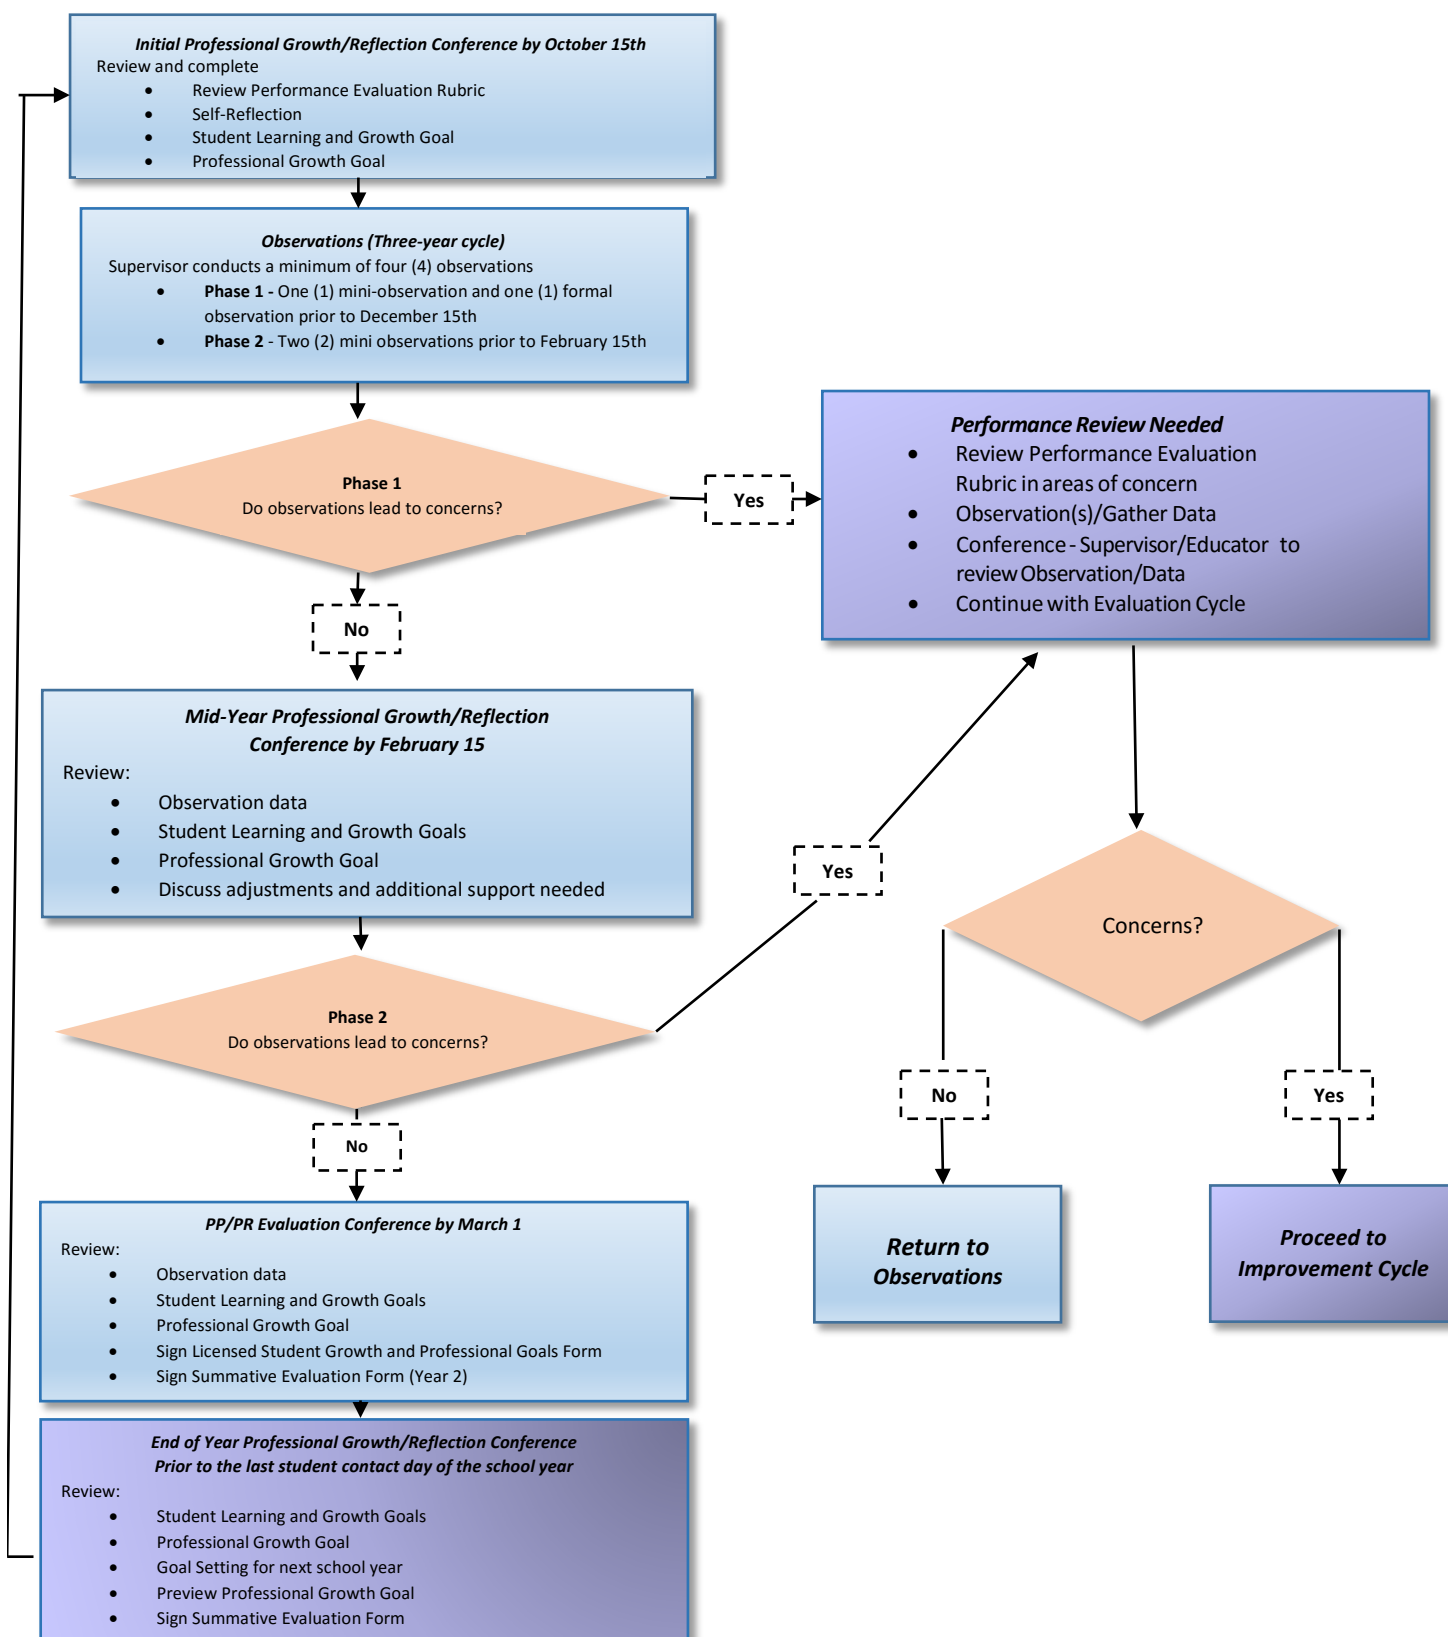 Initial Professional Growth/Reflection Conference by October 15th
Review and complete
• Review Performance Evaluation Rubric
• Self-Reflection
• Student Learning and Growth Goal
• Professional Growth Goal
Observations (Three-year cycle)
Supervisor conducts a minimum of four (4) observations
• Phase 1 - One (1) mini-observation and one (1) formal
observation prior to December 15th
• Phase 2 - Two (2) mini observations prior to February 15th
Phase 1
Do observations lead to concerns?
Yes
Performance Review Needed
• Review Performance Evaluation
Rubric in areas of concern
• Observation(s)/Gather Data
• Conference - Supervisor/Educator to
review Observation/Data
• Continue with Evaluation Cycle
No
Mid-Year Professional Growth/Reflection
Conference by February 15
Review:
• Observation data
• Student Learning and Growth Goals
• Professional Growth Goal
• Discuss adjustments and additional support needed
Yes
Concerns?
Phase 2
Do observations lead to concerns?
No
Yes
No
PP/PR Evaluation Conference by March 1
Review:
• Observation data
• Student Learning and Growth Goals
• Professional Growth Goal
• Sign Licensed Student Growth and Professional Goals Form
• Sign Summative Evaluation Form (Year 2)
Return to
Observations
Proceed to
Improvement Cycle
End of Year Professional Growth/Reflection Conference
Prior to the last student contact day of the school year
Review:
• Student Learning and Growth Goals
• Professional Growth Goal
• Goal Setting for next school year
• Preview Professional Growth Goal
• Sign Summative Evaluation Form